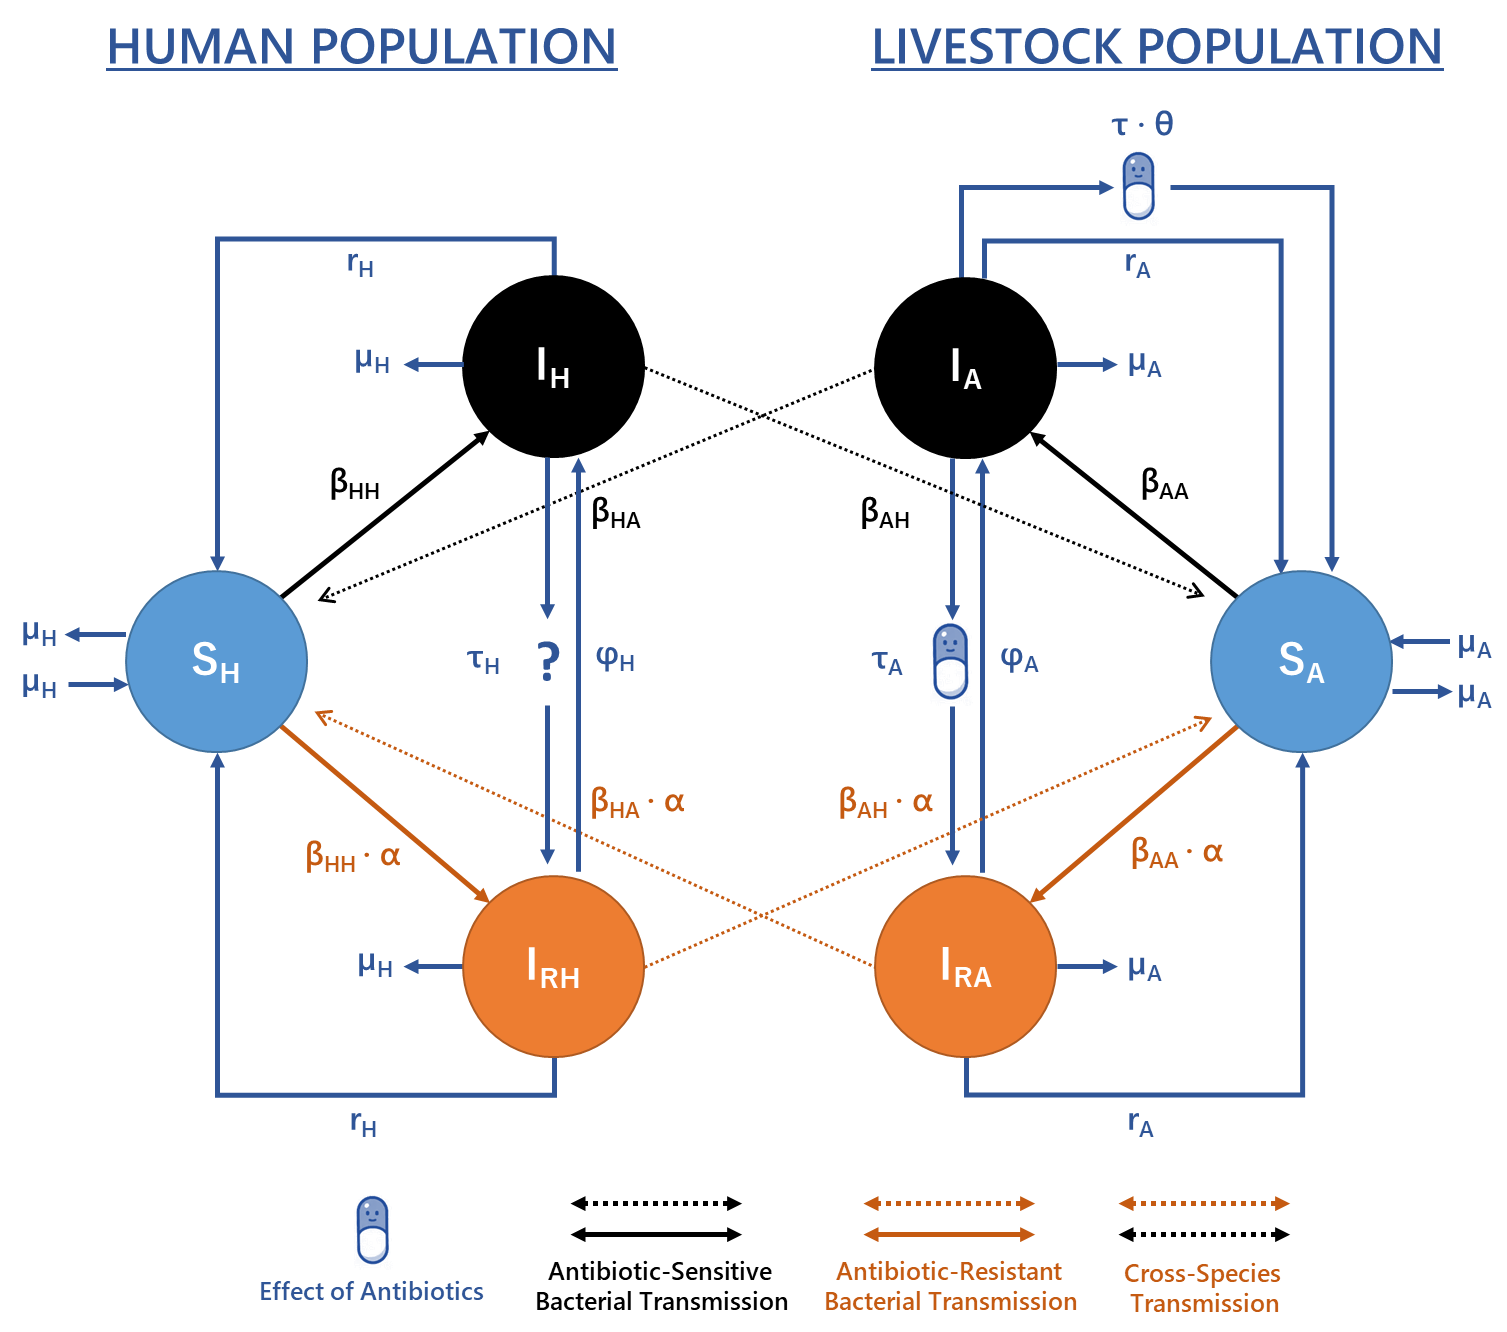 HUMAN POPULATION
LIVESTOCK POPULATION
τ · θ
rH
rA
IH
IA
μH
μA
βHH
βHA
βAH
βAA
μH
μH
SH
τH
?
φH
τA
φA
SA
μA
μA
βHH · α
βHA · α
βAH · α
βAA · α
IRH
IRA
μH
μA
rH
rA
Effect of Antibiotics
Antibiotic-Sensitive
Bacterial Transmission
Antibiotic-Resistant
Bacterial Transmission
Cross-Species
Transmission